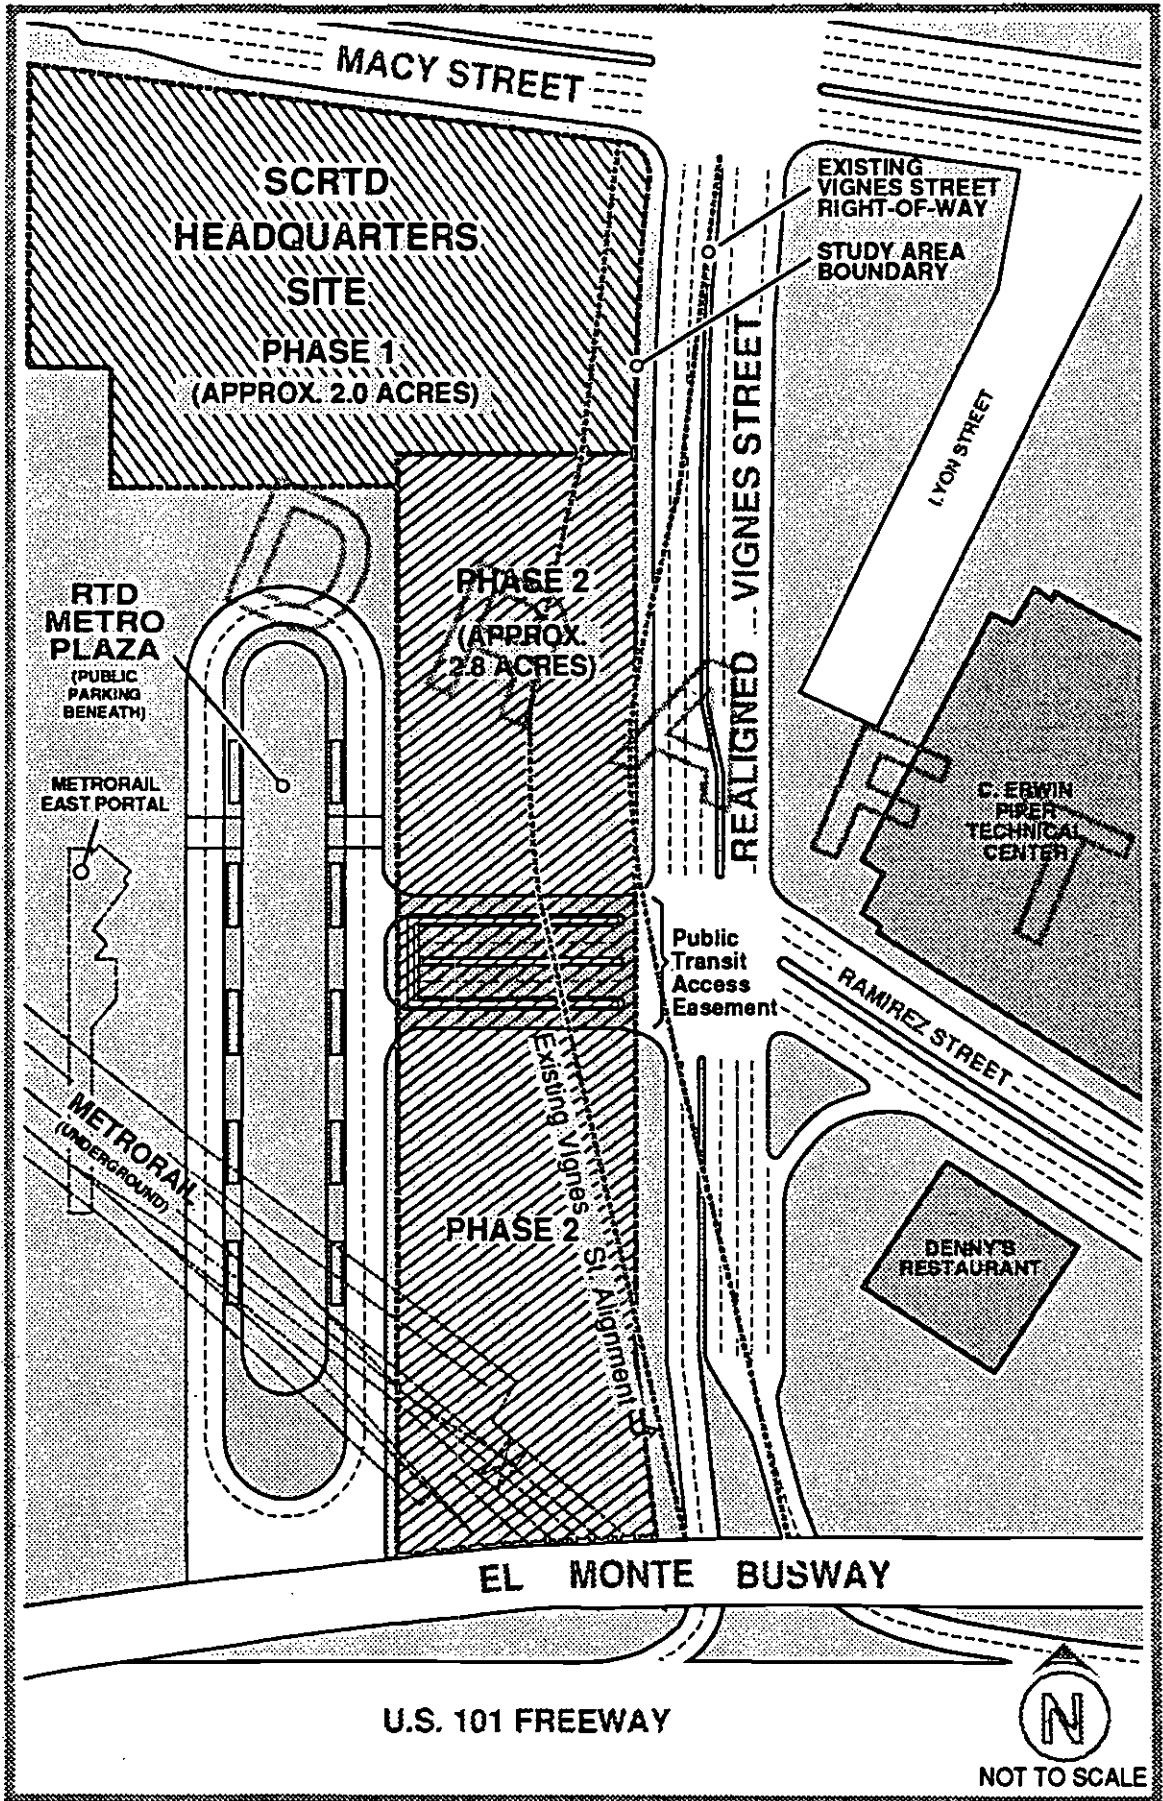 MACY STREET
SCRTD
HEADQUARTERS
SITE
PHASE 1
(APPROX. 2.0 ACRES)
EXISTING
VIGNES STREET
RIGHT-OF-WAY
STUDY AREA
BOUNDARY
REALIGNED VIGNES STREET
LYON STREET
RTD
METRO
PLAZA
(PUBLIC
PARKING
BENEATH)
PHASE 2
(APPROX.
2.8 ACRES)
METRORAIL
EAST PORTAL
C. ERWIN
PIPER
TECHNICAL
CENTER
Public
Transit
Access
Easement
RAMIREZ STREET
METRORAIL
(UNDERGROUND)
Existing Vignes St. Alignment
PHASE 2
DENNY'S
RESTAURANT
EL MONTE BUSWAY
U.S. 101 FREEWAY
N
NOT TO SCALE
DRAFT